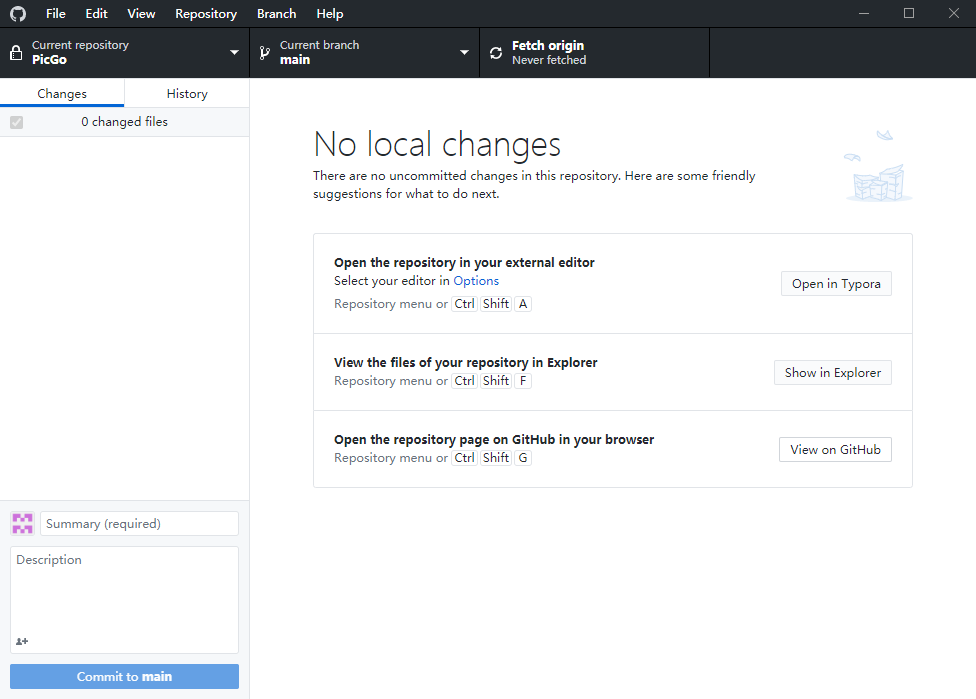 File Edit View Repository Branch Help
Current repository
PicGo
Current branch
main
Fetch origin
Never fetched
Changes History
0 changed files
No local changes
There are no uncommitted changes in this repository. Here are some friendly
suggestions for what to do next.
Open the repository in your external editor
Select your editor in Options
Repository menu or Ctrl Shift A
Open in Typora
View the files of your repository in Explorer
Repository menu or Ctrl Shift F
Show in Explorer
Open the repository page on GitHub in your browser
Repository menu or Ctrl Shift G
View on GitHub
Summary (required)
Description
Commit to main